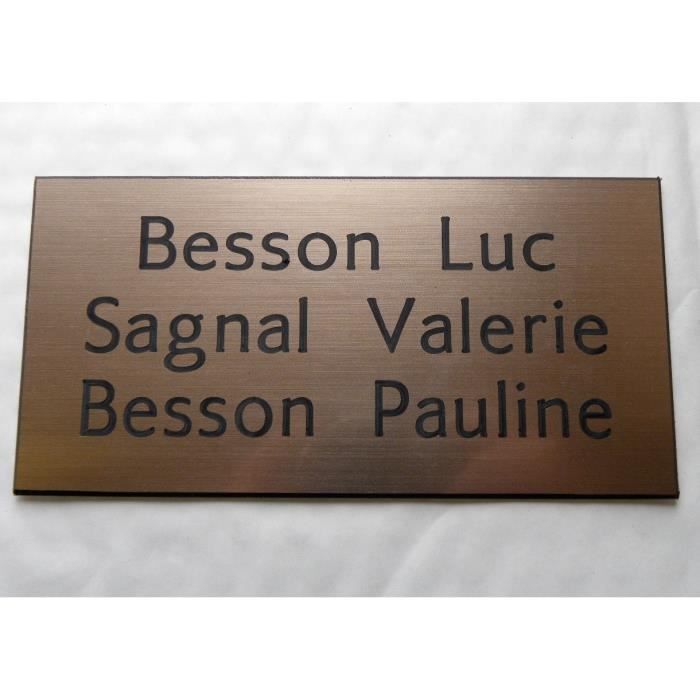 Besson Luc
Sagnal Valerie
Besson Pauline